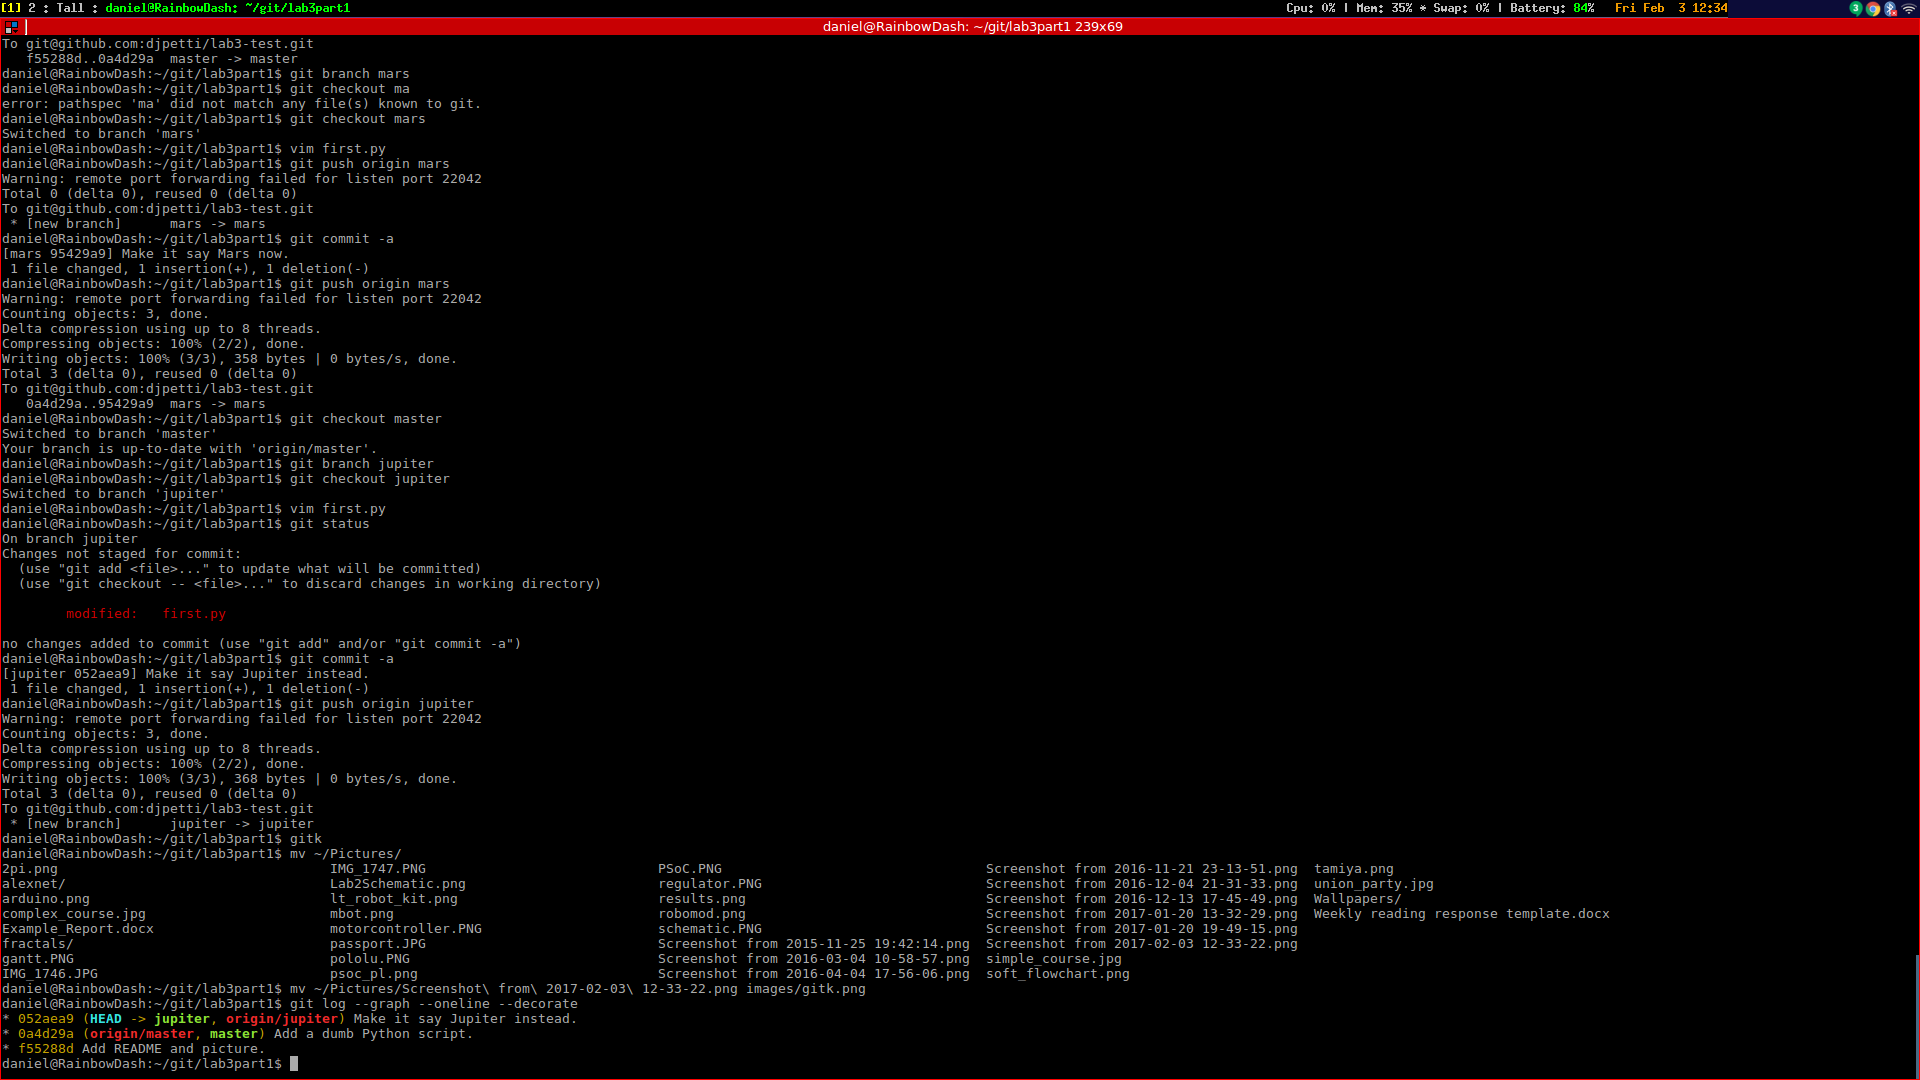 [1] 2 : Tall : daniel@RainbowDash: ~/git/lab3part1 Cpu: 0% | Mem: 35% * Swap: 0% | Battery: 84% Fri Feb  3 12:34
daniel@RainbowDash: ~/git/lab3part1 239x69
To git@github.com:djpetti/lab3-test.git
   f55288d..0a4d29a  master -> master
daniel@RainbowDash:~/git/lab3part1$ git branch mars
daniel@RainbowDash:~/git/lab3part1$ git checkout ma
error: pathspec 'ma' did not match any file(s) known to git.
daniel@RainbowDash:~/git/lab3part1$ git checkout mars
Switched to branch 'mars'
daniel@RainbowDash:~/git/lab3part1$ vim first.py
daniel@RainbowDash:~/git/lab3part1$ git push origin mars
Warning: remote port forwarding failed for listen port 22042
Total 0 (delta 0), reused 0 (delta 0)
To git@github.com:djpetti/lab3-test.git
 * [new branch]      mars -> mars
daniel@RainbowDash:~/git/lab3part1$ git commit -a
[mars 95429a9] Make it say Mars now.
 1 file changed, 1 insertion(+), 1 deletion(-)
daniel@RainbowDash:~/git/lab3part1$ git push origin mars
Warning: remote port forwarding failed for listen port 22042
Counting objects: 3, done.
Delta compression using up to 8 threads.
Compressing objects: 100% (2/2), done.
Writing objects: 100% (3/3), 358 bytes | 0 bytes/s, done.
Total 3 (delta 0), reused 0 (delta 0)
To git@github.com:djpetti/lab3-test.git
   0a4d29a..95429a9  mars -> mars
daniel@RainbowDash:~/git/lab3part1$ git checkout master
Switched to branch 'master'
Your branch is up-to-date with 'origin/master'.
daniel@RainbowDash:~/git/lab3part1$ git branch jupiter
daniel@RainbowDash:~/git/lab3part1$ git checkout jupiter
Switched to branch 'jupiter'
daniel@RainbowDash:~/git/lab3part1$ vim first.py
daniel@RainbowDash:~/git/lab3part1$ git status
On branch jupiter
Changes not staged for commit:
  (use "git add <file>..." to update what will be committed)
  (use "git checkout -- <file>..." to discard changes in working directory)
        modified:   first.py
no changes added to commit (use "git add" and/or "git commit -a")
daniel@RainbowDash:~/git/lab3part1$ git commit -a
[jupiter 052aea9] Make it say Jupiter instead.
 1 file changed, 1 insertion(+), 1 deletion(-)
daniel@RainbowDash:~/git/lab3part1$ git push origin jupiter
Warning: remote port forwarding failed for listen port 22042
Counting objects: 3, done.
Delta compression using up to 8 threads.
Compressing objects: 100% (2/2), done.
Writing objects: 100% (3/3), 368 bytes | 0 bytes/s, done.
Total 3 (delta 0), reused 0 (delta 0)
To git@github.com:djpetti/lab3-test.git
 * [new branch]      jupiter -> jupiter
daniel@RainbowDash:~/git/lab3part1$ gitk
daniel@RainbowDash:~/git/lab3part1$ mv ~/Pictures/
2pi.png IMG_1747.PNG PSoC.PNG Screenshot from 2016-11-21 23-13-51.png tamiya.png
alexnet/ Lab2Schematic.png regulator.PNG Screenshot from 2016-12-04 21-31-33.png union_party.jpg
arduino.png lt_robot_kit.png results.png Screenshot from 2016-12-13 17-45-49.png Wallpapers/
complex_course.jpg mbot.png robomod.png Screenshot from 2017-01-20 13-32-29.png Weekly reading response template.docx
Example_Report.docx motorcontroller.PNG schematic.PNG Screenshot from 2017-01-20 19-49-15.png
fractals/ passport.JPG Screenshot from 2015-11-25 19:42:14.png Screenshot from 2017-02-03 12-33-22.png
gantt.PNG pololu.PNG Screenshot from 2016-03-04 10-58-57.png simple_course.jpg
IMG_1746.JPG psoc_pl.png Screenshot from 2016-04-04 17-56-06.png soft_flowchart.png
daniel@RainbowDash:~/git/lab3part1$ mv ~/Pictures/Screenshot\ from\ 2017-02-03\ 12-33-22.png images/gitk.png
daniel@RainbowDash:~/git/lab3part1$ git log --graph --oneline --decorate
* 052aea9 (HEAD -> jupiter, origin/jupiter) Make it say Jupiter instead.
* 0a4d29a (origin/master, master) Add a dumb Python script.
* f55288d Add README and picture.
daniel@RainbowDash:~/git/lab3part1$